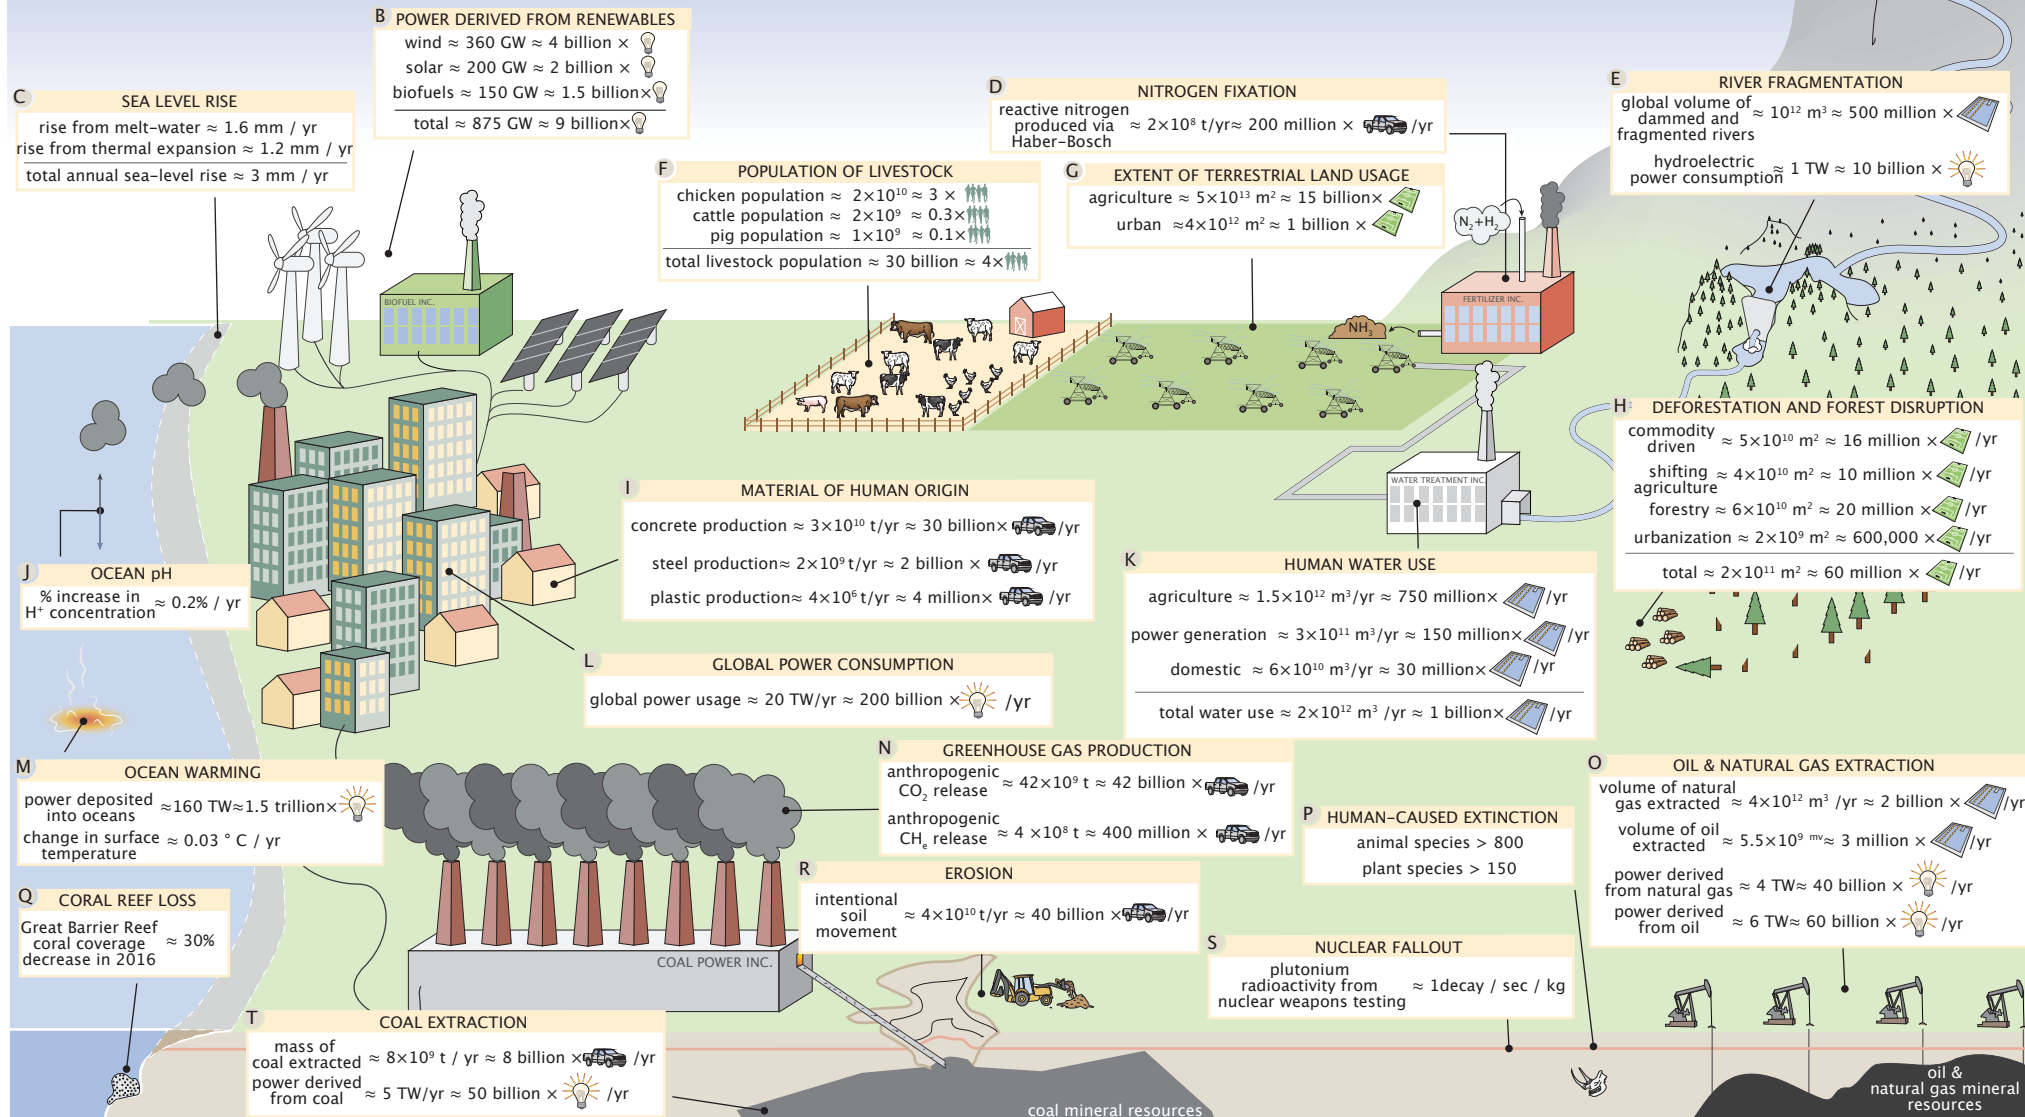 B POWER DERIVED FROM RENEWABLES
wind ≈ 360 GW ≈ 4 billion ×
solar ≈ 200 GW ≈ 2 billion ×
biofuels ≈ 150 GW ≈ 1.5 billion×
total ≈ 875 GW ≈ 9 billion×
C SEA LEVEL RISE
rise from melt-water ≈ 1.6 mm / yr
rise from thermal expansion ≈ 1.2 mm / yr
total annual sea-level rise ≈ 3 mm / yr
D NITROGEN FIXATION
reactive nitrogen
produced via
Haber-Bosch
≈ 2×10⁸ t/yr≈ 200 million × /yr
E RIVER FRAGMENTATION
global volume of
dammed and
fragmented rivers
≈ 10¹² m³ ≈ 500 million ×
hydroelectric
power consumption
≈ 1 TW ≈ 10 billion ×
F POPULATION OF LIVESTOCK
chicken population ≈ 2×10¹⁰ ≈ 3 ×
cattle population ≈ 2×10⁹ ≈ 0.3×
pig population ≈ 1×10⁹ ≈ 0.1×
total livestock population ≈ 30 billion ≈ 4×
G EXTENT OF TERRESTRIAL LAND USAGE
agriculture ≈ 5×10¹³ m² ≈ 15 billion×
urban ≈4×10¹² m² ≈ 1 billion ×
N₂+H₂
BIOFUEL INC.
FERTILIZER INC.
NH₃
H DEFORESTATION AND FOREST DISRUPTION
commodity
driven
≈ 5×10¹⁰ m² ≈ 16 million × /yr
shifting
agriculture
≈ 4×10¹⁰ m² ≈ 10 million × /yr
forestry ≈ 6×10¹⁰ m² ≈ 20 million × /yr
urbanization ≈ 2×10⁹ m² ≈ 600,000 × /yr
total ≈ 2×10¹¹ m² ≈ 60 million × /yr
WATER TREATMENT INC.
I MATERIAL OF HUMAN ORIGIN
concrete production ≈ 3×10¹⁰ t/yr ≈ 30 billion× /yr
steel production≈ 2×10⁹ t/yr ≈ 2 billion × /yr
plastic production≈ 4×10⁶ t/yr ≈ 4 million× /yr
J OCEAN pH
% increase in
H⁺ concentration
≈ 0.2% / yr
K HUMAN WATER USE
agriculture ≈ 1.5×10¹² m³/yr ≈ 750 million× /yr
power generation ≈ 3×10¹¹ m³/yr ≈ 150 million× /yr
domestic ≈ 6×10¹⁰ m³/yr ≈ 30 million× /yr
total water use ≈ 2×10¹² m³ /yr ≈ 1 billion× /yr
L GLOBAL POWER CONSUMPTION
global power usage ≈ 20 TW/yr ≈ 200 billion × /yr
M OCEAN WARMING
power deposited
into oceans
≈160 TW≈1.5 trillion×
change in surface
temperature
≈ 0.03 ° C / yr
N GREENHOUSE GAS PRODUCTION
anthropogenic
CO₂ release
≈ 42×10⁹ t ≈ 42 billion × /yr
anthropogenic
CHₑ release
≈ 4 ×10⁸ t ≈ 400 million × /yr
O OIL & NATURAL GAS EXTRACTION
volume of natural
gas extracted
≈ 4×10¹² m³ /yr ≈ 2 billion × /yr
volume of oil
extracted
≈ 5.5×10⁹ ᵐᵛ≈ 3 million × /yr
power derived
from natural gas
≈ 4 TW≈ 40 billion × /yr
power derived
from oil
≈ 6 TW≈ 60 billion × /yr
P HUMAN-CAUSED EXTINCTION
animal species > 800
plant species > 150
Q CORAL REEF LOSS
Great Barrier Reef
coral coverage
decrease in 2016
≈ 30%
R EROSION
intentional
soil
movement
≈ 4×10¹⁰ t/yr ≈ 40 billion × /yr
COAL POWER INC.
S NUCLEAR FALLOUT
plutonium
radioactivity from
nuclear weapons testing
≈ 1decay / sec / kg
T COAL EXTRACTION
mass of
coal extracted
≈ 8×10⁹ t / yr ≈ 8 billion × /yr
power derived
from coal
≈ 5 TW/yr ≈ 50 billion × /yr
coal mineral resources
oil &
natural gas mineral
resources